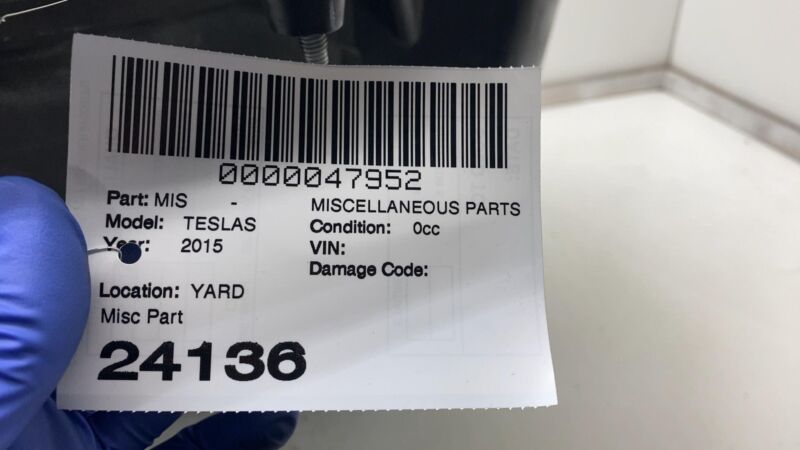 0000047952
Part: MIS - MISCELLANEOUS PARTS
Model: TESLAS Condition: 0cc
Year: 2015 VIN:
Damage Code:
Location: YARD
Misc Part
24136